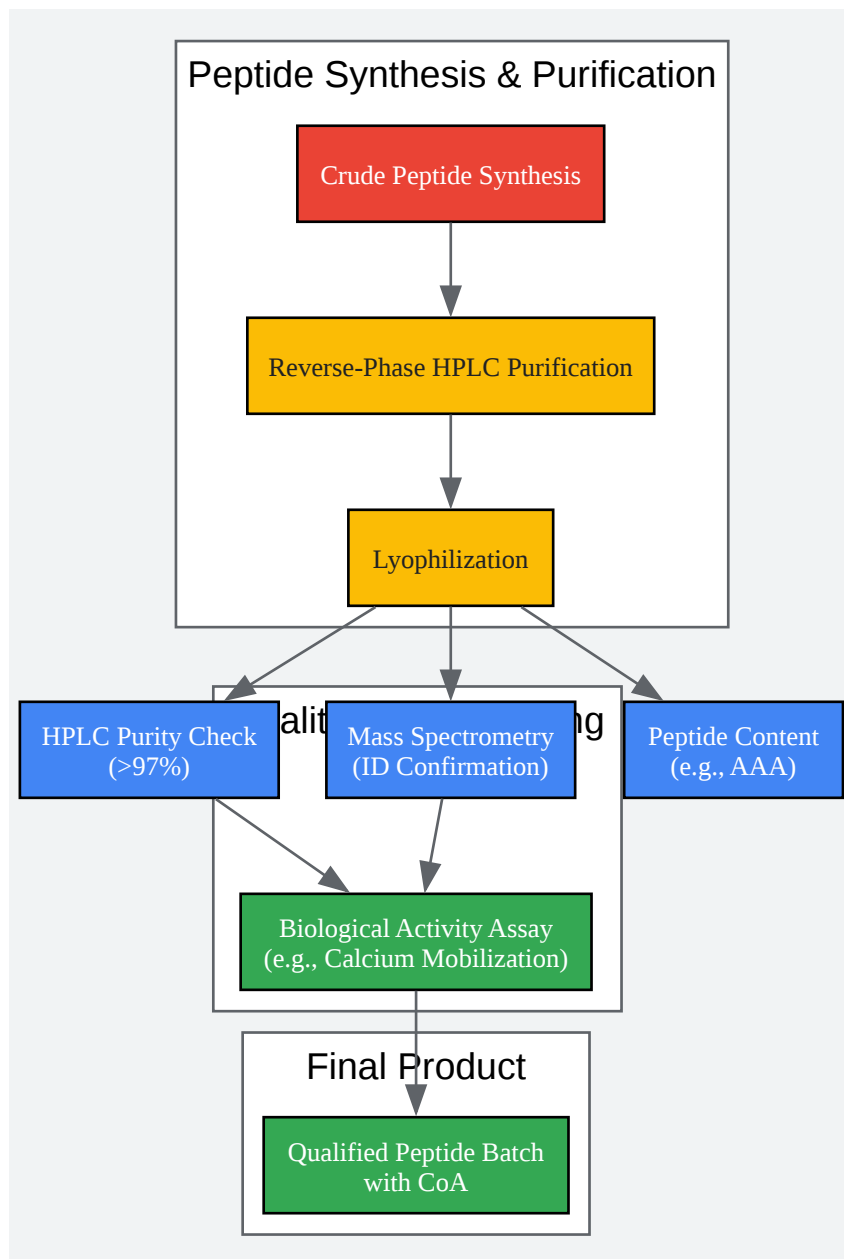 Peptide Synthesis & Purification
Crude Peptide Synthesis
Reverse-Phase HPLC Purification
Lyophilization
HPLC Purity Check
(>97%)
Mass Spectrometry
(ID Confirmation)
Peptide Content
(e.g., AAA)
Biological Activity Assay
(e.g., Calcium Mobilization)
Final Product
Qualified Peptide Batch
with CoA